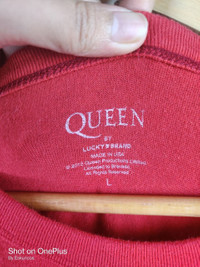 QUEEN
BY
LUCKY BRAND
MADE IN USA
Queen Productions Limited
Licensed to Bravado
All Rights Reserved
L
Shot on OnePlus
By